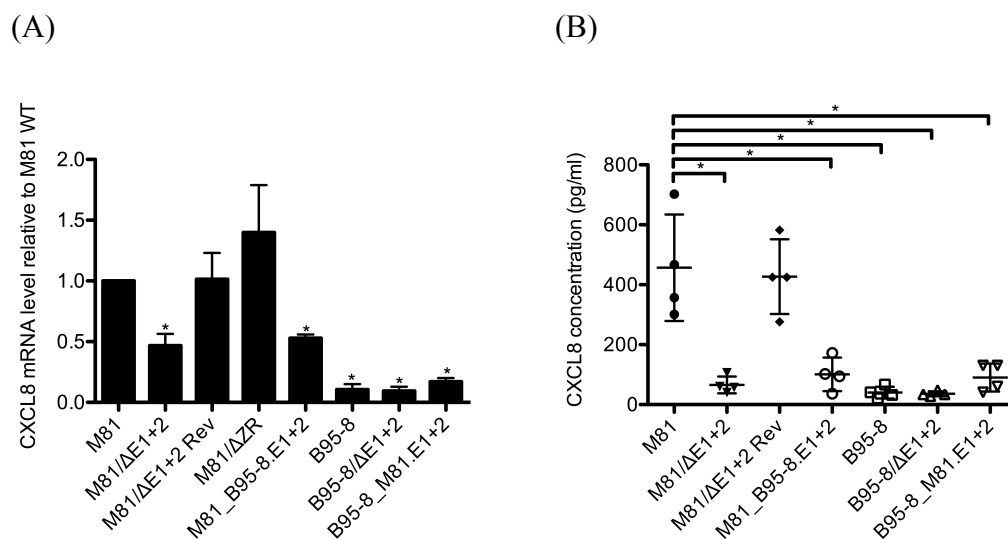 (A)
CXCL8 mRNA level relative to M81 WT
2.0
1.5
1.0
0.5
0.0
*
*
*
*
*
M81
M81/ΔE1+2
M81/ΔE1+2 Rev
M81/ΔZR
M81_B95-8.E1+2
B95-8
B95-8/ΔE1+2
B95-8_M81.E1+2
(B)
CXCL8 concentration (pg/ml)
800
600
400
200
0
*
*
*
*
*
M81
M81/ΔE1+2
M81/ΔE1+2 Rev
M81_B95-8.E1+2
B95-8
B95-8/ΔE1+2
B95-8_M81.E1+2